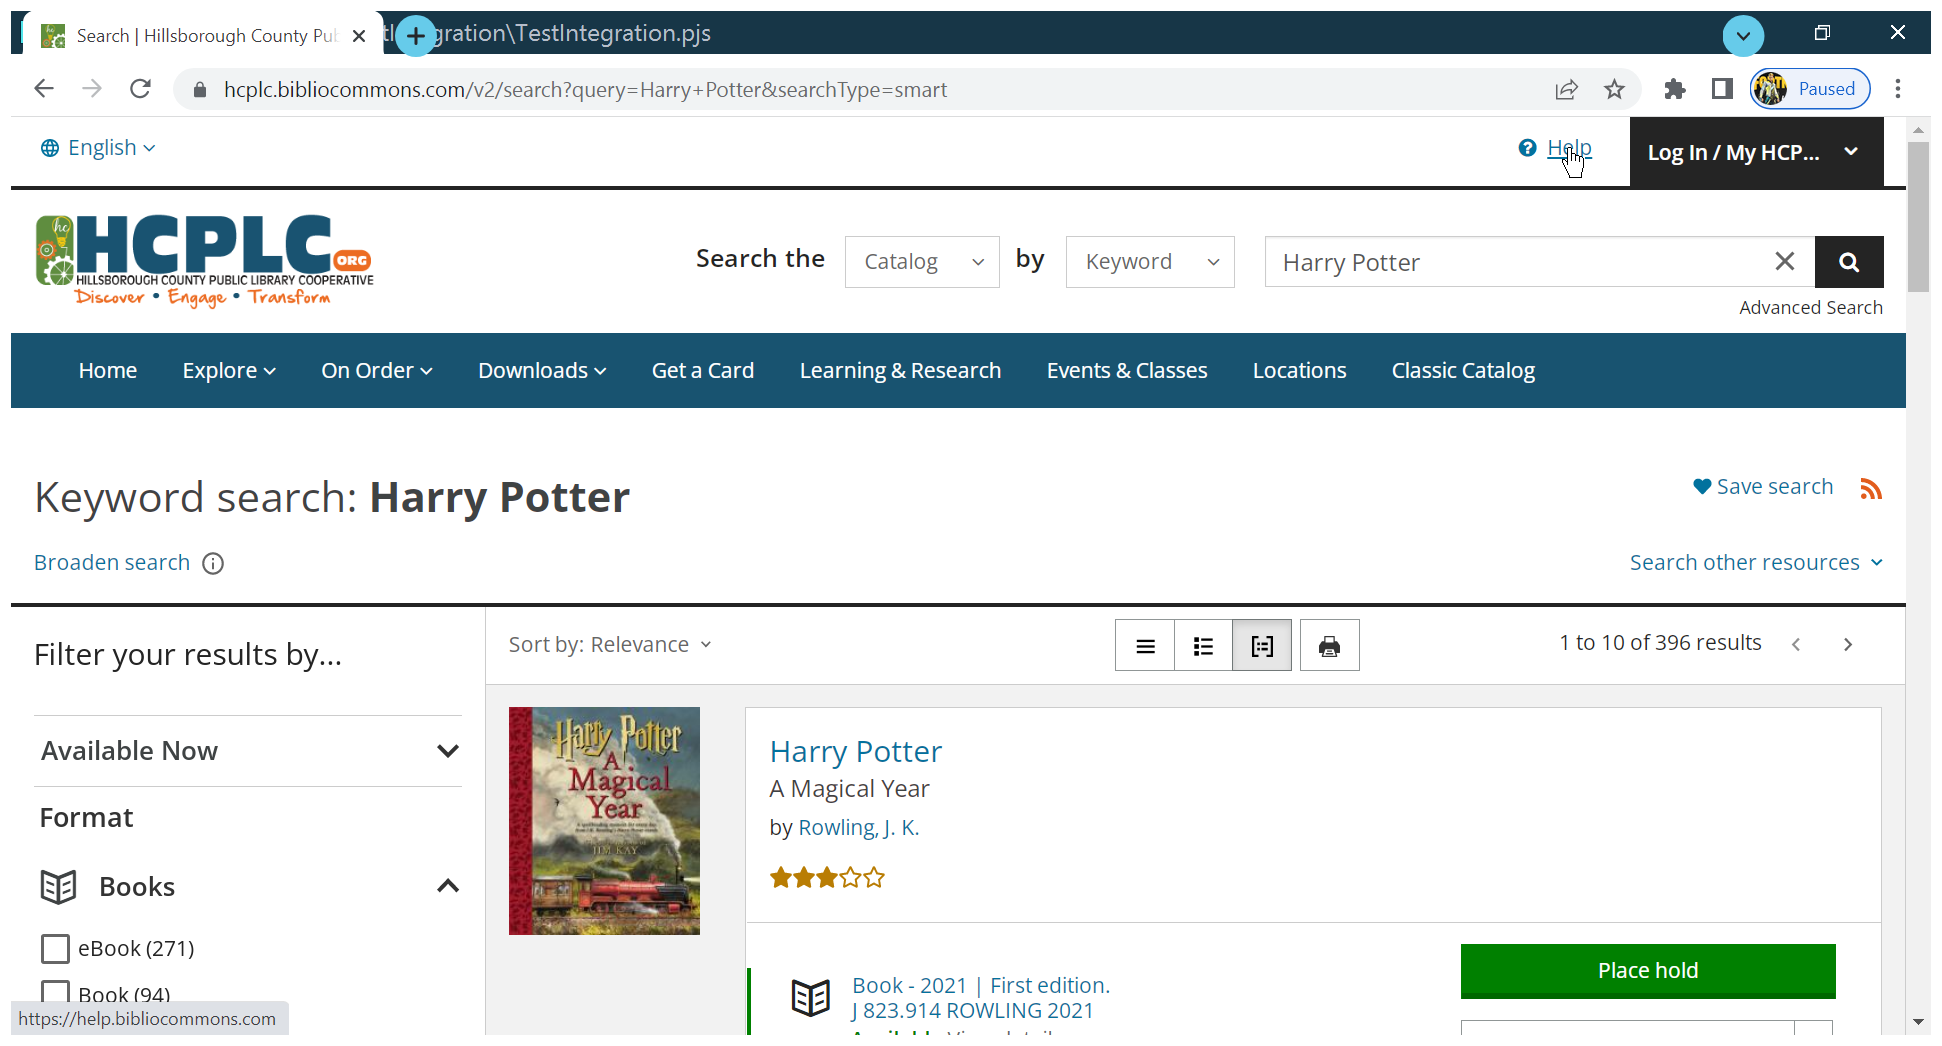 Search | Hillsborough County Pub
gration\TestIntegration.pjs
hcplc.bibliocommons.com/v2/search?query=Harry+Potter&searchType=smart
Paused
English
Help
Log In / My HCP...
hc
HCPLC
ORG
HILLSBOROUGH COUNTY PUBLIC LIBRARY COOPERATIVE
Discover • Engage • Transform
Search the
Catalog
by
Keyword
Harry Potter
Advanced Search
Home
Explore
On Order
Downloads
Get a Card
Learning & Research
Events & Classes
Locations
Classic Catalog
Keyword search: Harry Potter
Save search
Broaden search
Search other resources
Filter your results by...
Sort by: Relevance
1 to 10 of 396 results
Available Now
Format
Books
eBook (271)
Book (94)
Harry Potter
A
Magical
Year
JIM KAY
Harry Potter
A Magical Year
by Rowling, J. K.
Book - 2021 | First edition.
J 823.914 ROWLING 2021
Place hold
https://help.bibliocommons.com